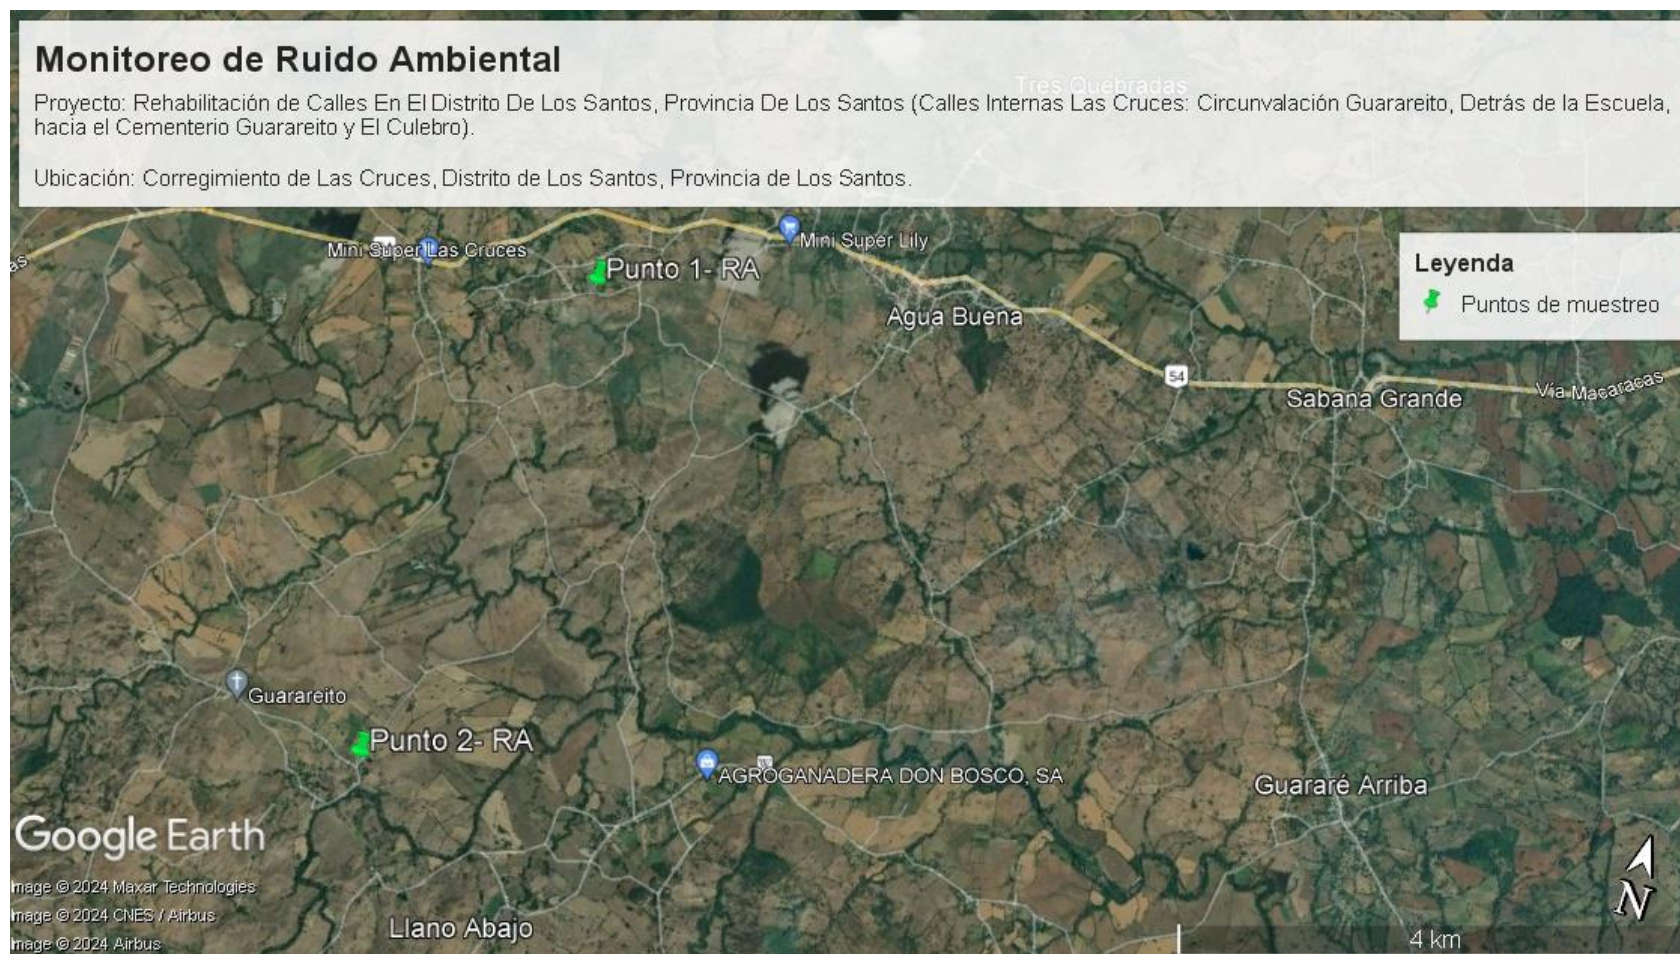 Monitoreo de Ruido Ambiental
Tres Quebradas
Proyecto: Rehabilitación de Calles En El Distrito De Los Santos, Provincia De Los Santos (Calles Internas Las Cruces: Circunvalación Guarareito, Detrás de la Escuela,
hacia el Cementerio Guarareito y El Culebro).
Ubicación: Corregimiento de Las Cruces, Distrito de Los Santos, Provincia de Los Santos.
Mini Super Las Cruces
Mini Super Lily
Punto 1- RA
Leyenda
Puntos de muestreo
Agua Buena
54
Sabana Grande
Vía Macaracas
Guarareito
Punto 2- RA
AGROGANADERA DON BOSCO, SA
Guararé Arriba
Google Earth
Image © 2024 Maxar Technologies
Image © 2024 CNES / Airbus
Image © 2024 Airbus
Llano Abajo
N
4 km